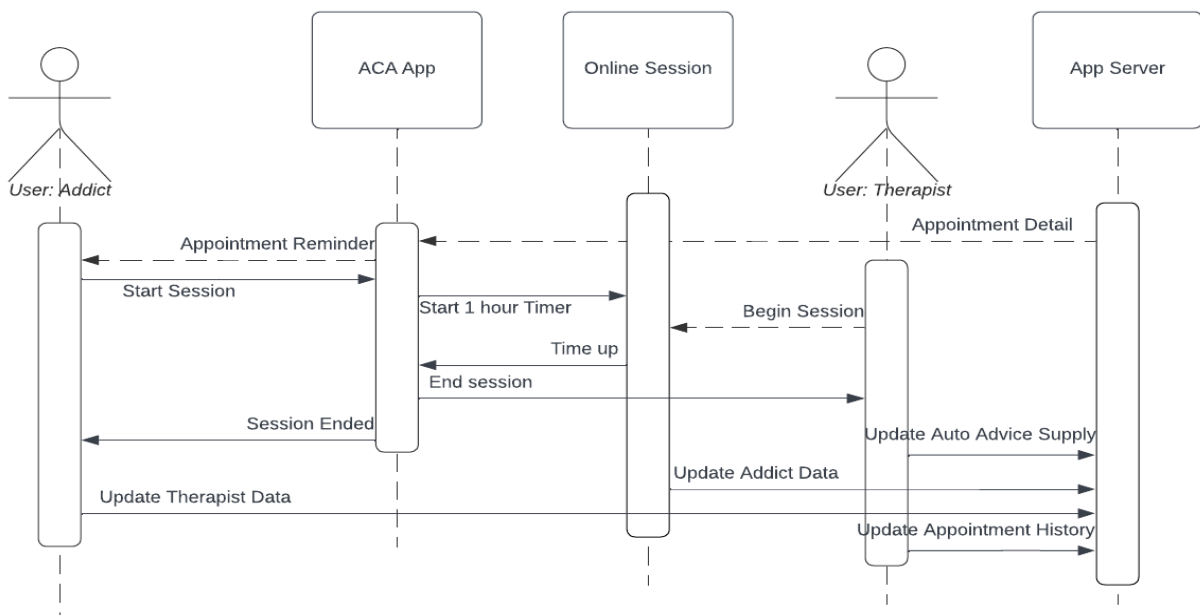 ACA App
Online Session
App Server
User: Addict
User: Therapist
Appointment Detail
Appointment Reminder
Start Session
Start 1 hour Timer
Begin Session
Time up
End session
Session Ended
Update Auto Advice Supply
Update Addict Data
Update Therapist Data
Update Appointment History